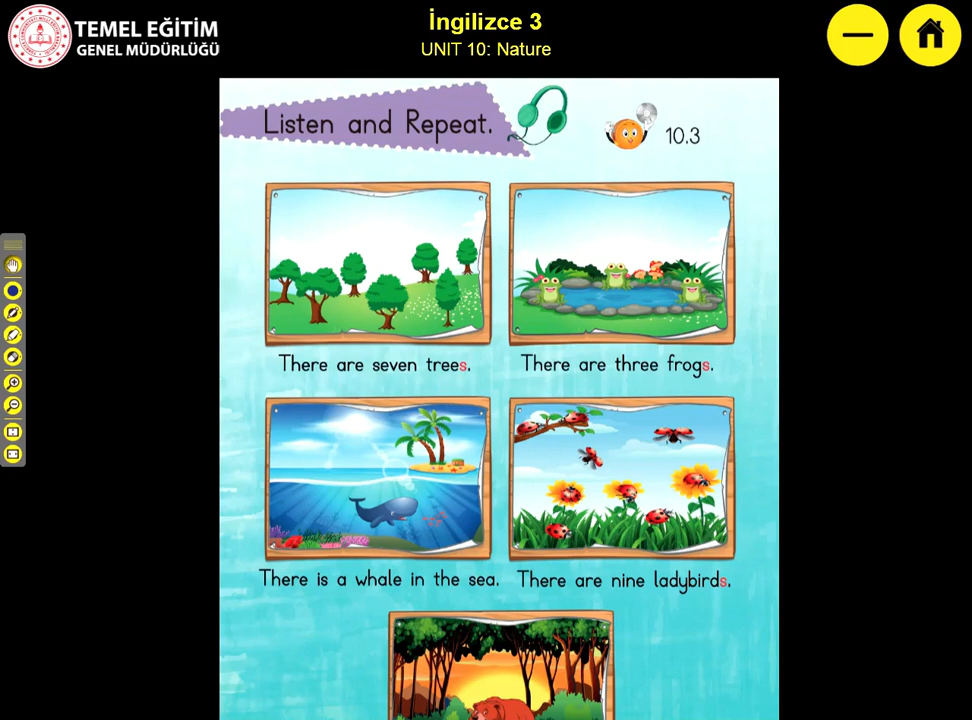 TEMEL EĞİTİM
GENEL MÜDÜRLÜĞÜ
İngilizce 3
UNIT 10: Nature
Listen and Repeat.
10.3
There are seven trees.
There are three frogs.
There is a whale in the sea.
There are nine ladybirds.